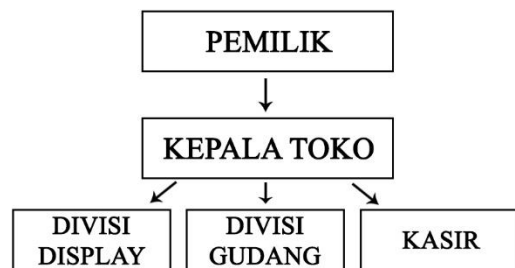 PEMILIK
KEPALA TOKO
DIVISI
DISPLAY
DIVISI
GUDANG
KASIR